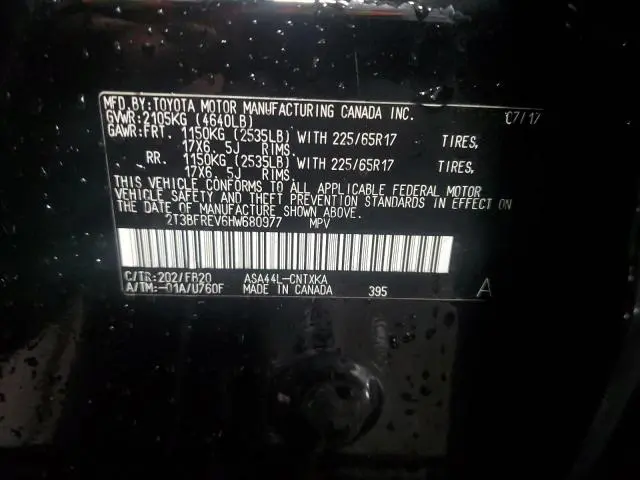 MFD.BY:TOYOTA MOTOR MANUFACTURING CANADA INC. 07/17
GVWR:2105KG (4640LB)
GAWR:FRT. 1150KG (2535LB) WITH 225/65R17 TIRES,
17X6.5J RIMS.
RR. 1150KG (2535LB) WITH 225/65R17 TIRES,
17X6.5J RIMS.
THIS VEHICLE CONFORMS TO ALL APPLICABLE FEDERAL MOTOR
VEHICLE SAFETY AND THEFT PREVENTION STANDARDS IN EFFECT ON
THE DATE OF MANUFACTURE SHOWN ABOVE.
2T3BFREV6HW680977 MPV
C/TR:202/FB20 ASA44L-CNTXKA
A/TM:-01A/U760F MADE IN CANADA 395 A